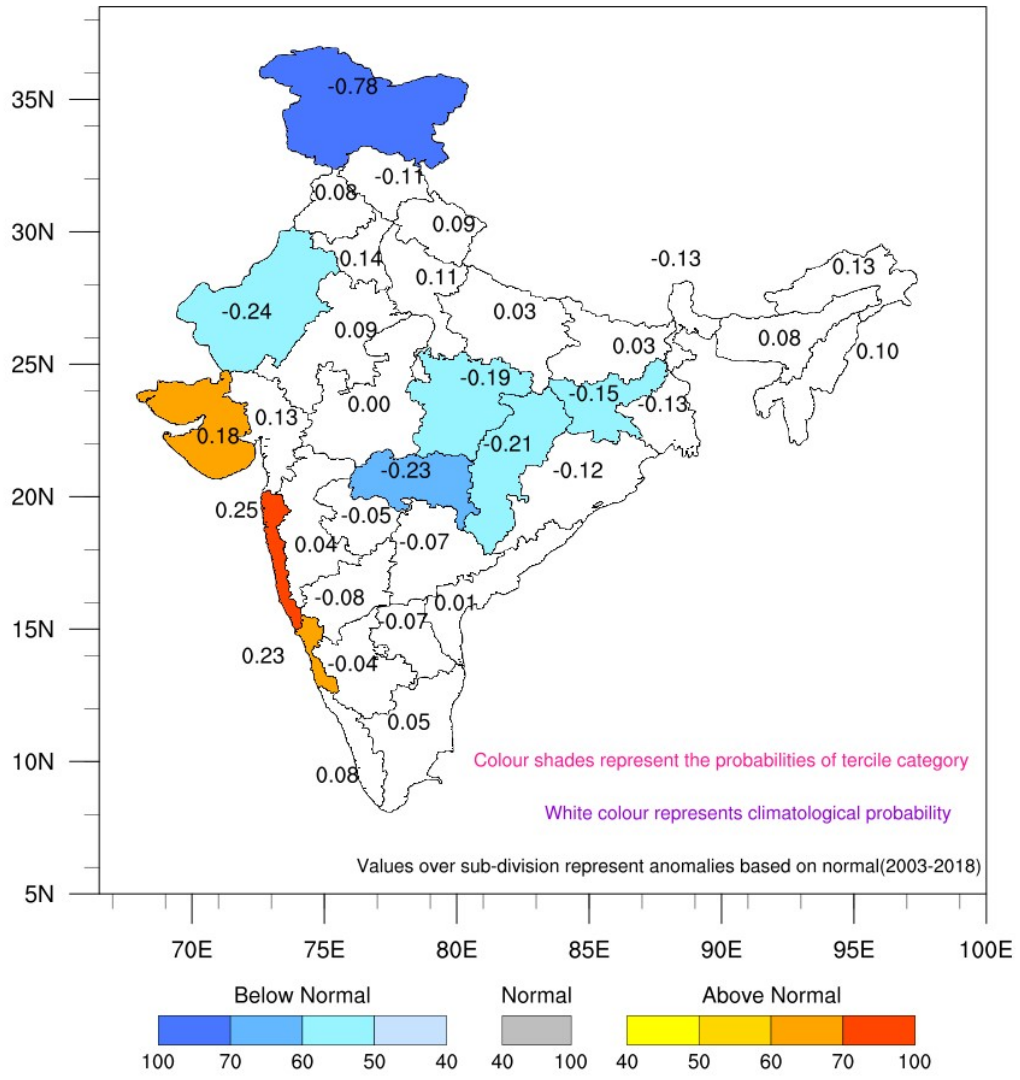 35N
30N
25N
20N
15N
10N
5N
-0.78
0.08
-0.11
0.09
0.14
0.11
-0.13
0.13
-0.24
0.03
0.09
0.03
0.08
0.10
-0.19
0.00
-0.15
-0.13
0.13
0.18
-0.21
-0.23
-0.12
0.25
-0.05
0.04
-0.07
-0.08
0.01
-0.07
0.23
-0.04
0.05
0.08
Colour shades represent the probabilities of tercile category
White colour represents climatological probability
Values over sub-division represent anomalies based on normal(2003-2018)
70E 75E 80E 85E 90E 95E 100E
Below Normal Normal Above Normal
100 70 60 50 40 40 100 40 50 60 70 100